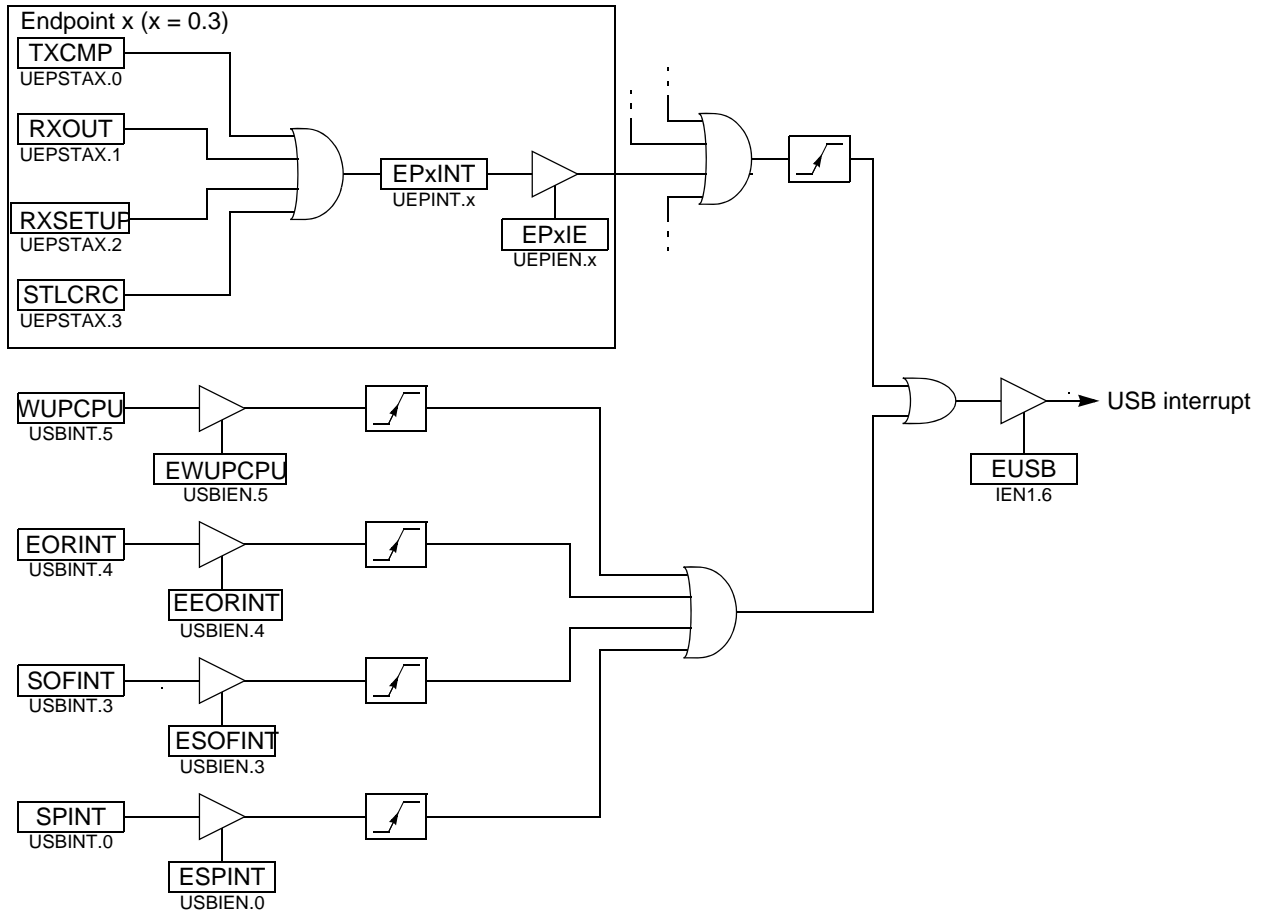 Endpoint x (x = 0.3)
TXCMP
UEPSTAX.0
RXOUT
UEPSTAX.1
RXSETUP
UEPSTAX.2
STLCRC
UEPSTAX.3
EPxINT
UEPINT.x
EPxIE
UEPIEN.x
WUPCPU
USBINT.5
EWUPCPU
USBIEN.5
EORINT
USBINT.4
EEORINT
USBIEN.4
SOFINT
USBINT.3
ESOFINT
USBIEN.3
SPINT
USBINT.0
ESPINT
USBIEN.0
EUSB
IEN1.6
USB interrupt